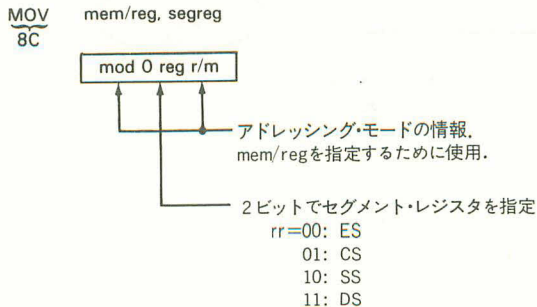 MOV mem/reg, segreg
8C
mod 0 reg r/m
アドレッシング・モードの情報.
mem/regを指定するために使用.
2ビットでセグメント・レジスタを指定
rr=00: ES
01: CS
10: SS
11: DS